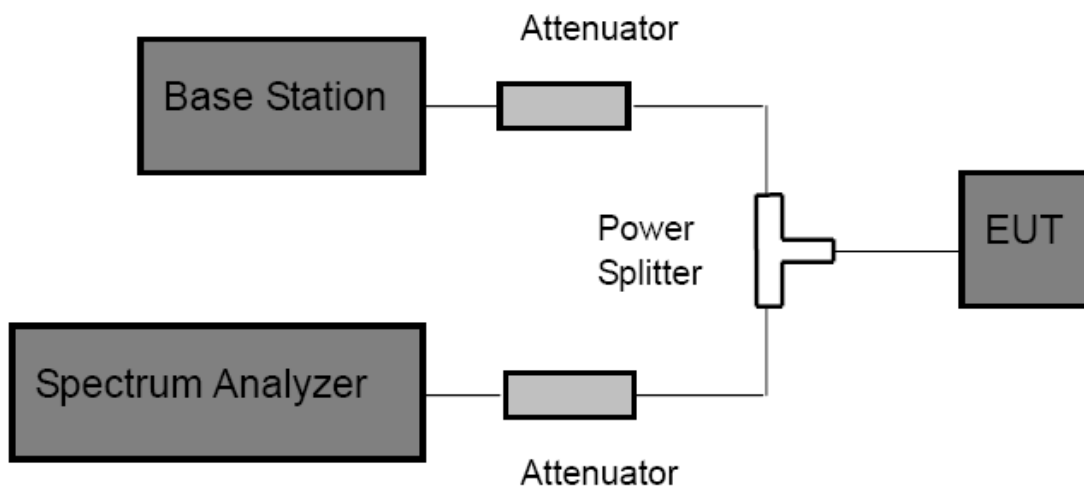 Attenuator
Base Station
Power
Splitter
EUT
Spectrum Analyzer
Attenuator